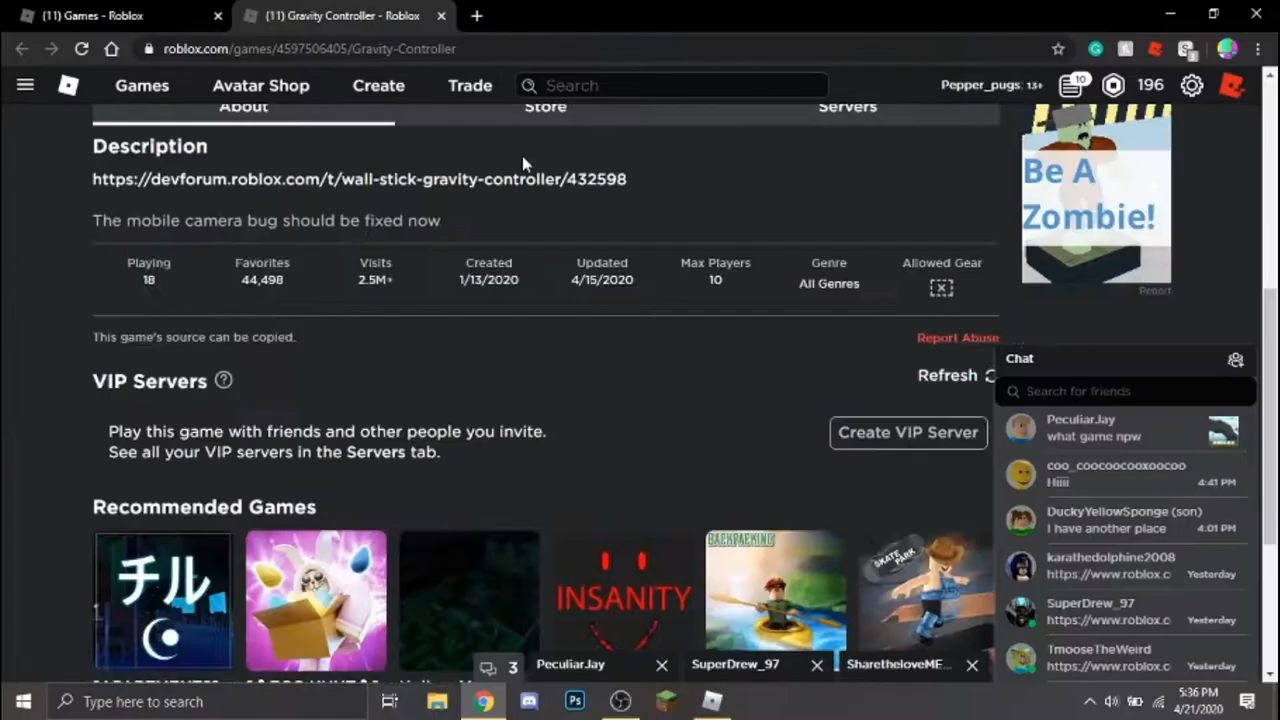 (11) Games - Roblox
(11) Gravity Controller - Roblox
roblox.com/games/4597506405/Gravity-Controller
Games
Avatar Shop
Create
Trade
Search
Pepper_pugs: 13+
10
196
About
Store
Servers
Description
https://devforum.roblox.com/t/wall-stick-gravity-controller/432598
The mobile camera bug should be fixed now
Playing Favorites Visits Created Updated Max Players Genre Allowed Gear
18 44,498 2.5M+ 1/13/2020 4/15/2020 10 All Genres
This game's source can be copied.
Report Abuse
VIP Servers
Refresh
Play this game with friends and other people you invite.
See all your VIP servers in the Servers tab.
Create VIP Server
Recommended Games
チル
BACKPACKING
SKATE PARK
INSANITY
Be A
Zombie!
Report
Chat
Search for friends
PeculiarJay
what game npw
coo_coocoocooxoocoo
Hiiii 4:41 PM
DuckyYellowSponge (son)
I have another place 4:01 PM
karathedolphine2008
https://www.roblox.c Yesterday
SuperDrew_97
https://www.roblox.c Yesterday
TmooseTheWeird
https://www.roblox.c Yesterday
3
PeculiarJay
SuperDrew_97
SharetheloveME...
Type here to search
Ps
5:36 PM
4/21/2020